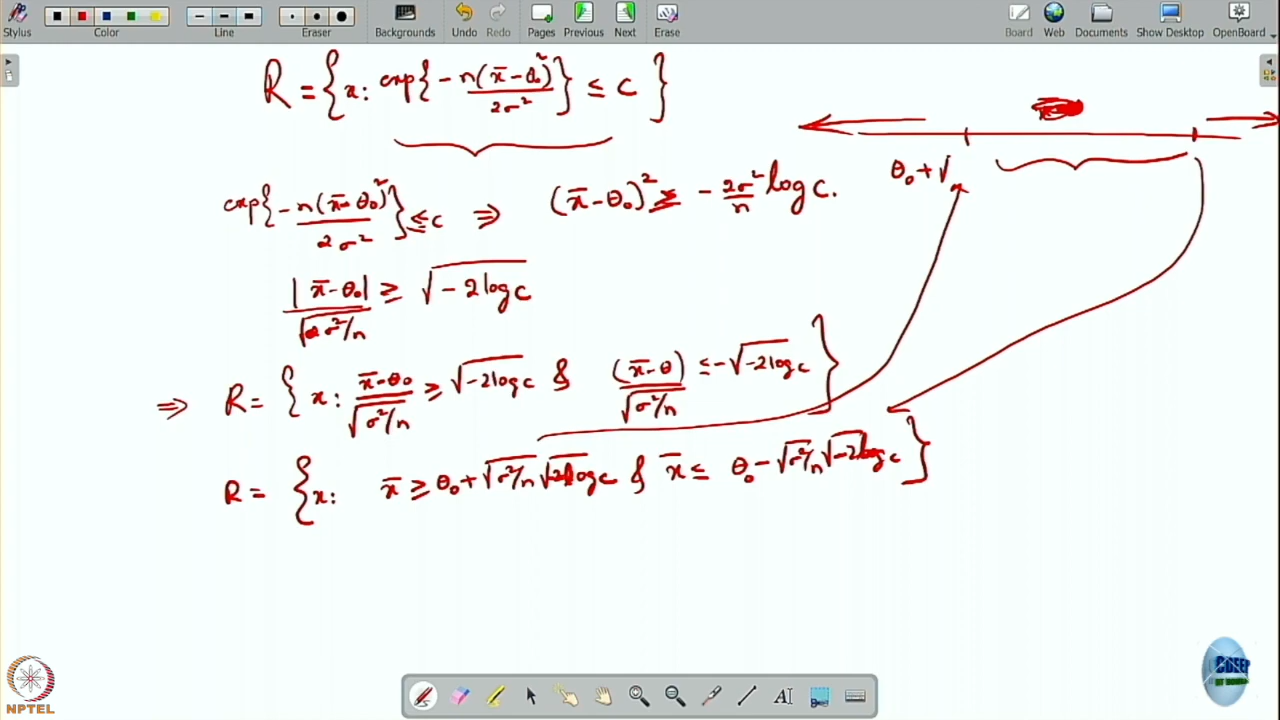 Stylus Color Line Eraser Backgrounds Undo Redo Pages Previous Next Erase Board Web Documents Show Desktop OpenBoard
R = { x: exp{ - n(x̄ - θ₀)² / 2σ² } ≤ c }
exp{ - n(x̄ - θ₀)² / 2σ² } ≤ c ⇒ (x̄ - θ₀)² ≥ - 2σ²/n log c.
θ₀ + √
|x̄ - θ₀| / √σ²/n ≥ √-2 log c
⇒ R = { x: x̄ - θ₀ / √σ²/n ≥ √-2 log c & (x̄ - θ) / √σ²/n ≤ -√-2 log c }
R = { x: x̄ ≥ θ₀ + √σ²/n √-2 log c & x̄ ≤ θ₀ - √σ²/n √-2 log c }
NPTEL